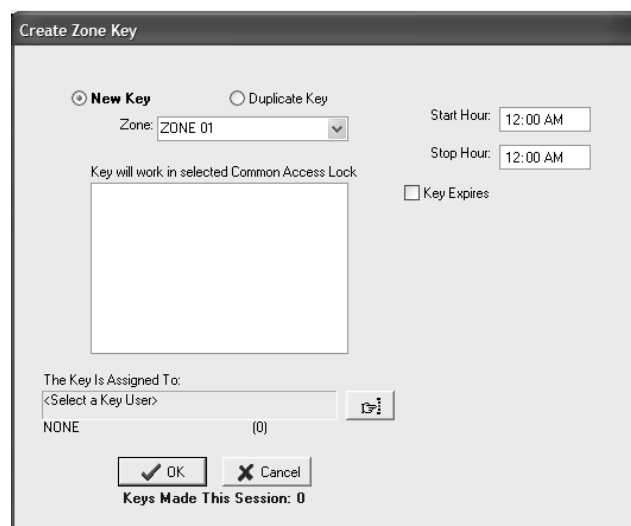 Create Zone Key
New Key
Duplicate Key
Zone: ZONE 01
Start Hour: 12:00 AM
Stop Hour: 12:00 AM
Key will work in selected Common Access Lock
Key Expires
The Key Is Assigned To:
<Select a Key User>
NONE (0)
OK Cancel
Keys Made This Session: 0